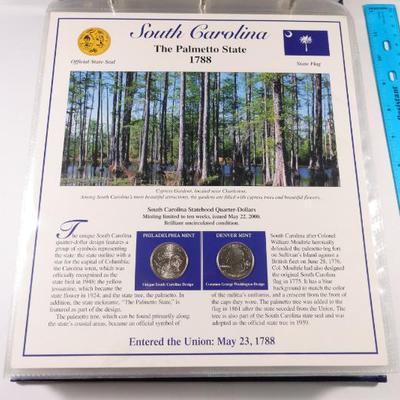 South Carolina
The Palmetto State
1788
Official State Seal
State Flag
Cypress Gardens, located near Charleston.
Among South Carolina's most beautiful attractions, the gardens are filled with cypress trees and beautiful flowers.
South Carolina Statehood Quarter-Dollars
Minting limited to ten weeks, issued May 22, 2000.
Brilliant uncirculated condition.
The unique South Carolina
quarter-dollar design features a
group of symbols representing
the state: the state outline with a
star for the capital of Columbia;
the Carolina wren, which was
officially recognized as the
state bird in 1948; the yellow
jessamine, which became the
state flower in 1924; and the state tree, the palmetto. In
addition, the state nickname, "The Palmetto State," is
featured as part of the design.
The palmetto tree, which can be found primarily along
the state's coastal areas, became an official symbol of
PHILADELPHIA MINT
Unique South Carolina Design
DENVER MINT
Common George Washington Design
South Carolina after Colonel
William Moultrie heroically
defended the palmetto-log fort
on Sullivan's Island against a
British fleet on June 28, 1776.
Col. Moultrie had also designed
the original South Carolina
flag in 1775. It has a blue
background to match the color
of the militia's uniforms, and a crescent from the front of
the caps they wore. The palmetto tree was added to the
flag in 1861 after the state seceded from the Union. The
tree is also part of the South Carolina state seal and was
adopted as the official state tree in 1939.
Entered the Union: May 23, 1788